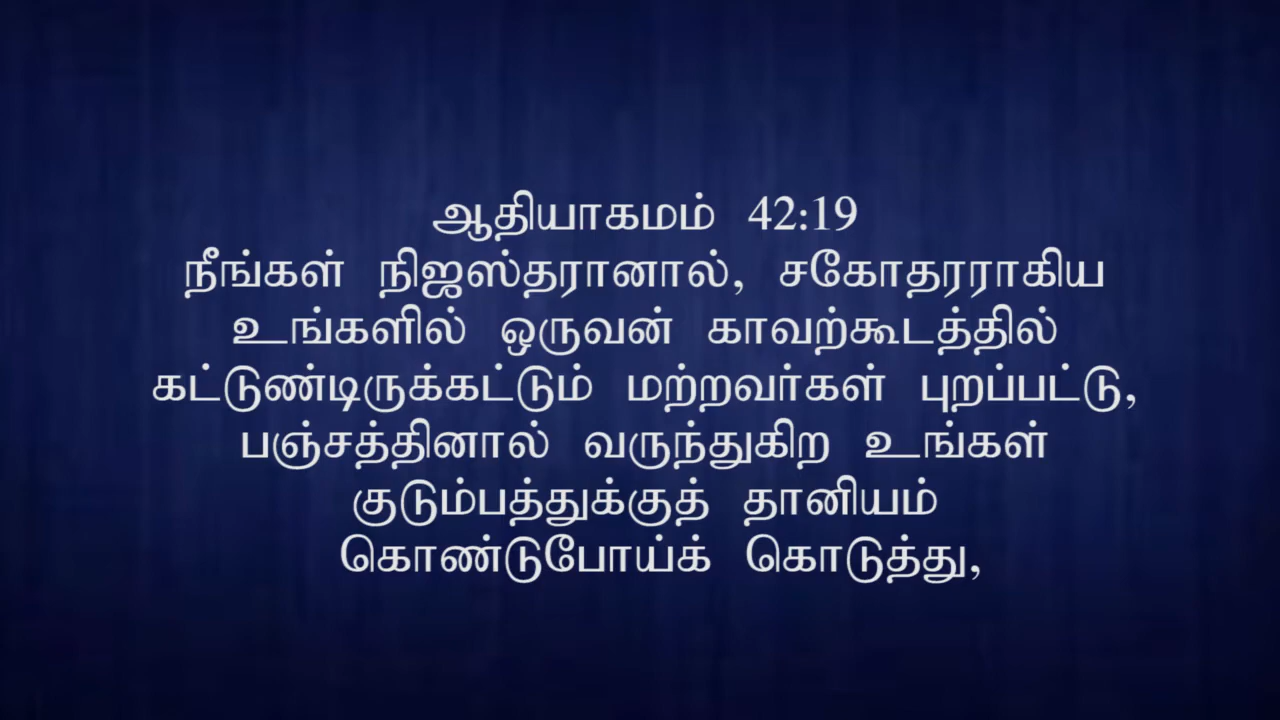 ஆதியாகமம் 42:19
நீங்கள் நிஜஸ்தரானால், சகோதரராகிய
உங்களில் ஒருவன் காவற்கூடத்தில்
கட்டுண்டிருக்கட்டும் மற்றவர்கள் புறப்பட்டு,
பஞ்சத்தினால் வருந்துகிற உங்கள்
குடும்பத்துக்குத் தானியம்
கொண்டுபோய்க் கொடுத்து,